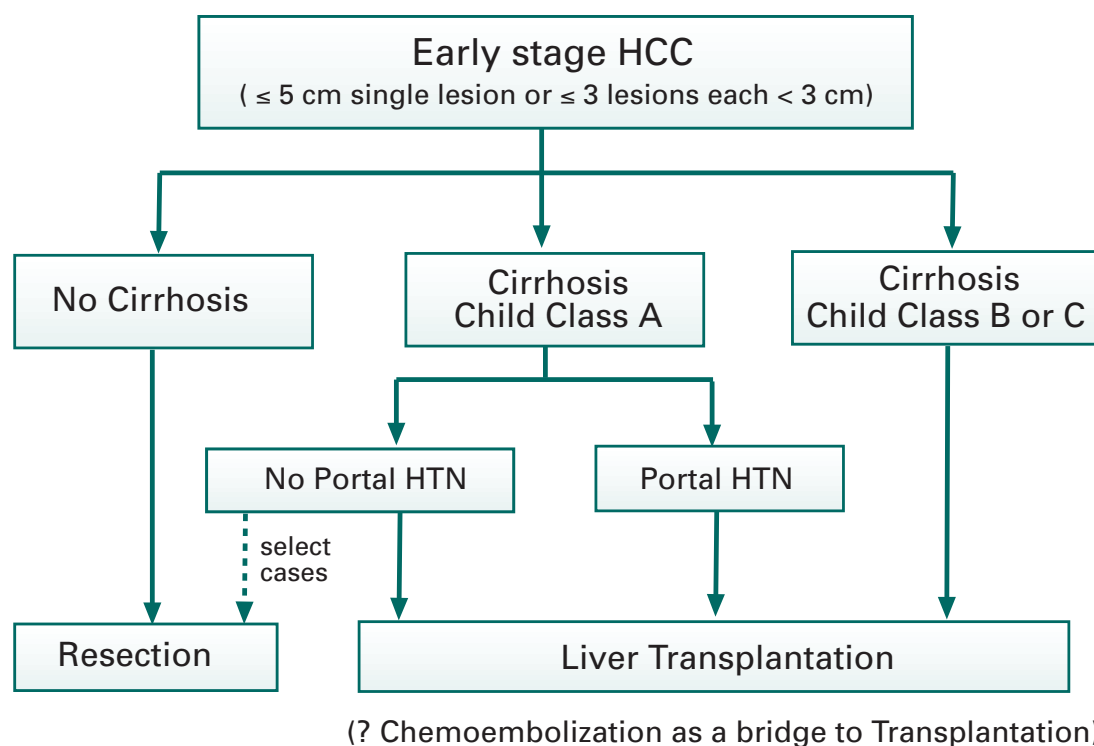 Early stage HCC
( ≤ 5 cm single lesion or ≤ 3 lesions each < 3 cm)
No Cirrhosis
Cirrhosis
Child Class A
Cirrhosis
Child Class B or C
No Portal HTN
Portal HTN
select
cases
Resection
Liver Transplantation
(? Chemoembolization as a bridge to Transplantation)